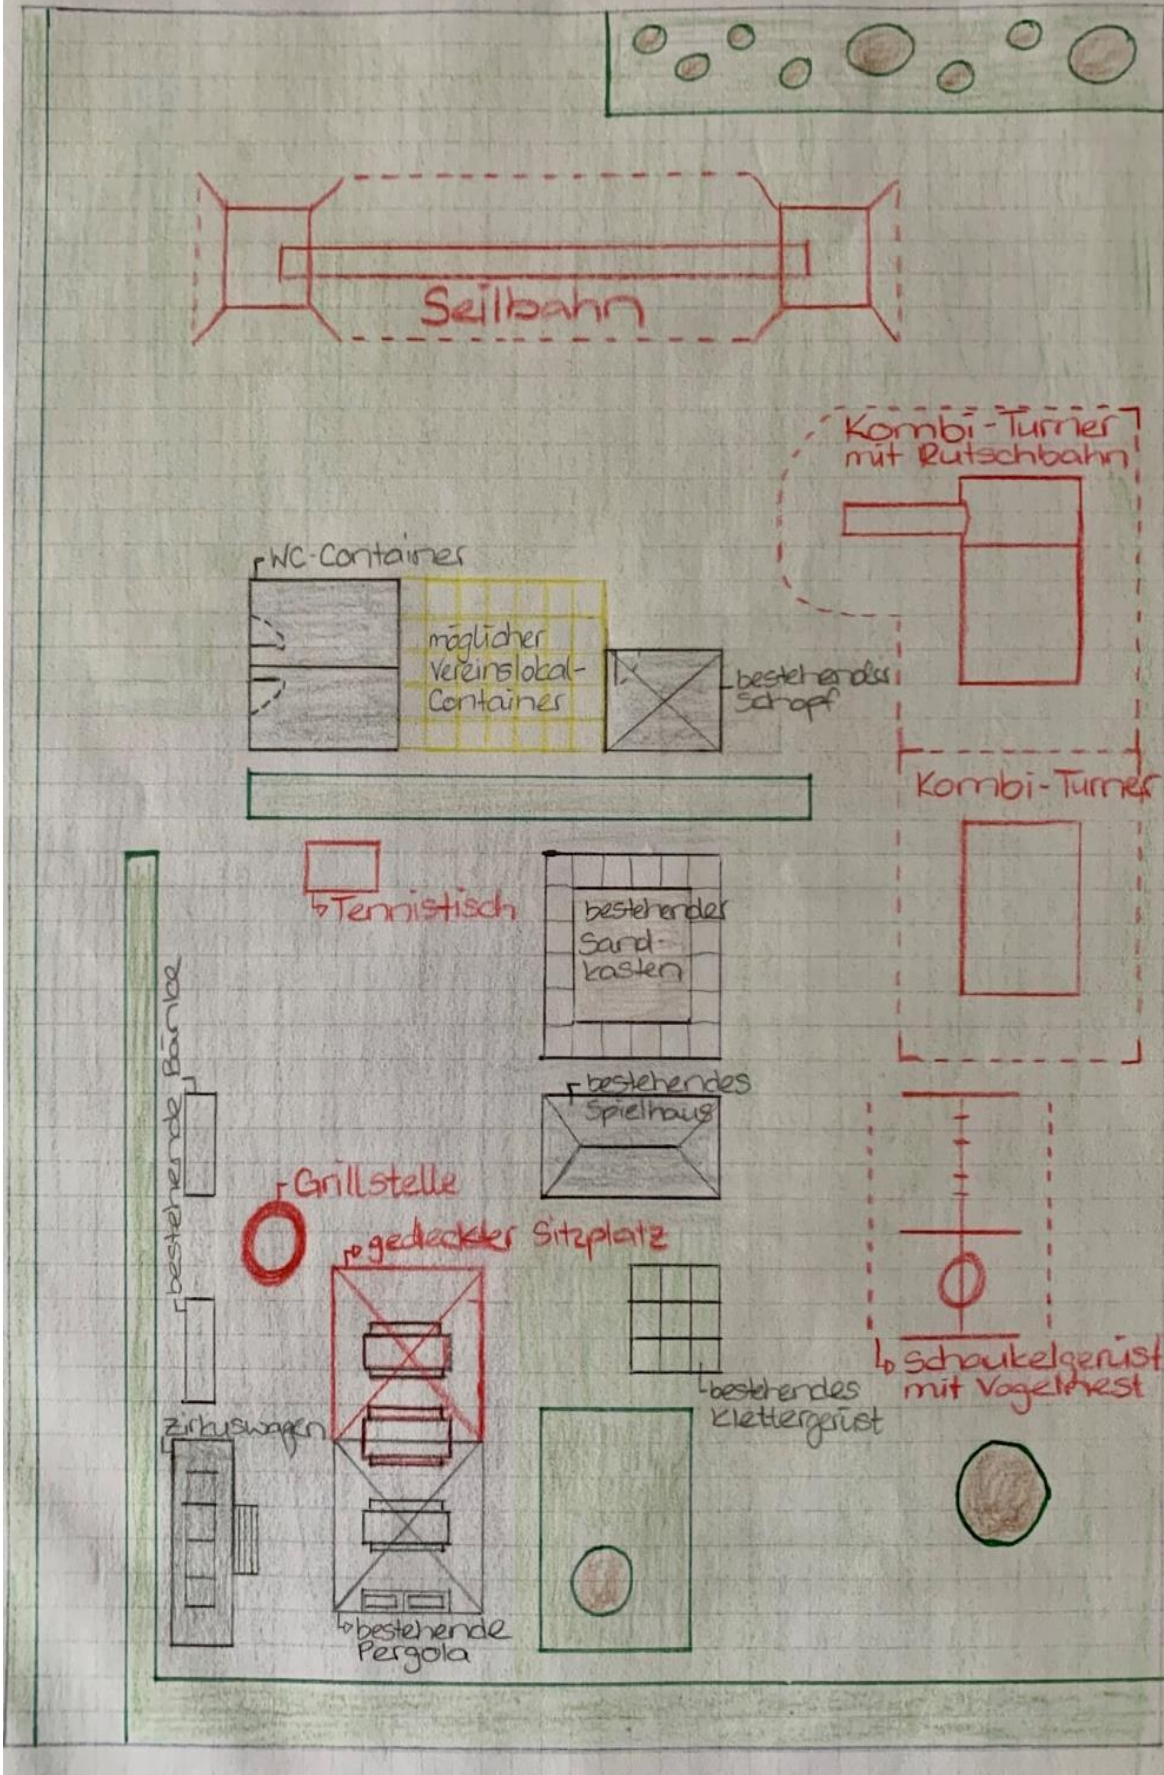 Seilbahn
Kombi-Turner
mit Rutschbahn
WC-Container
möglicher
Vereinslokal-
Container
bestehender
Schopf
Kombi-Turner
Tennistisch
bestehender
Sand-
kasten
bestehende Bänke
bestehendes
Spielhaus
Grillstelle
gedeckter Sitzplatz
Schaukelgerüst
mit Vogelnest
bestehendes
Klettergerüst
Zirkuswagen
bestehende
Pergola